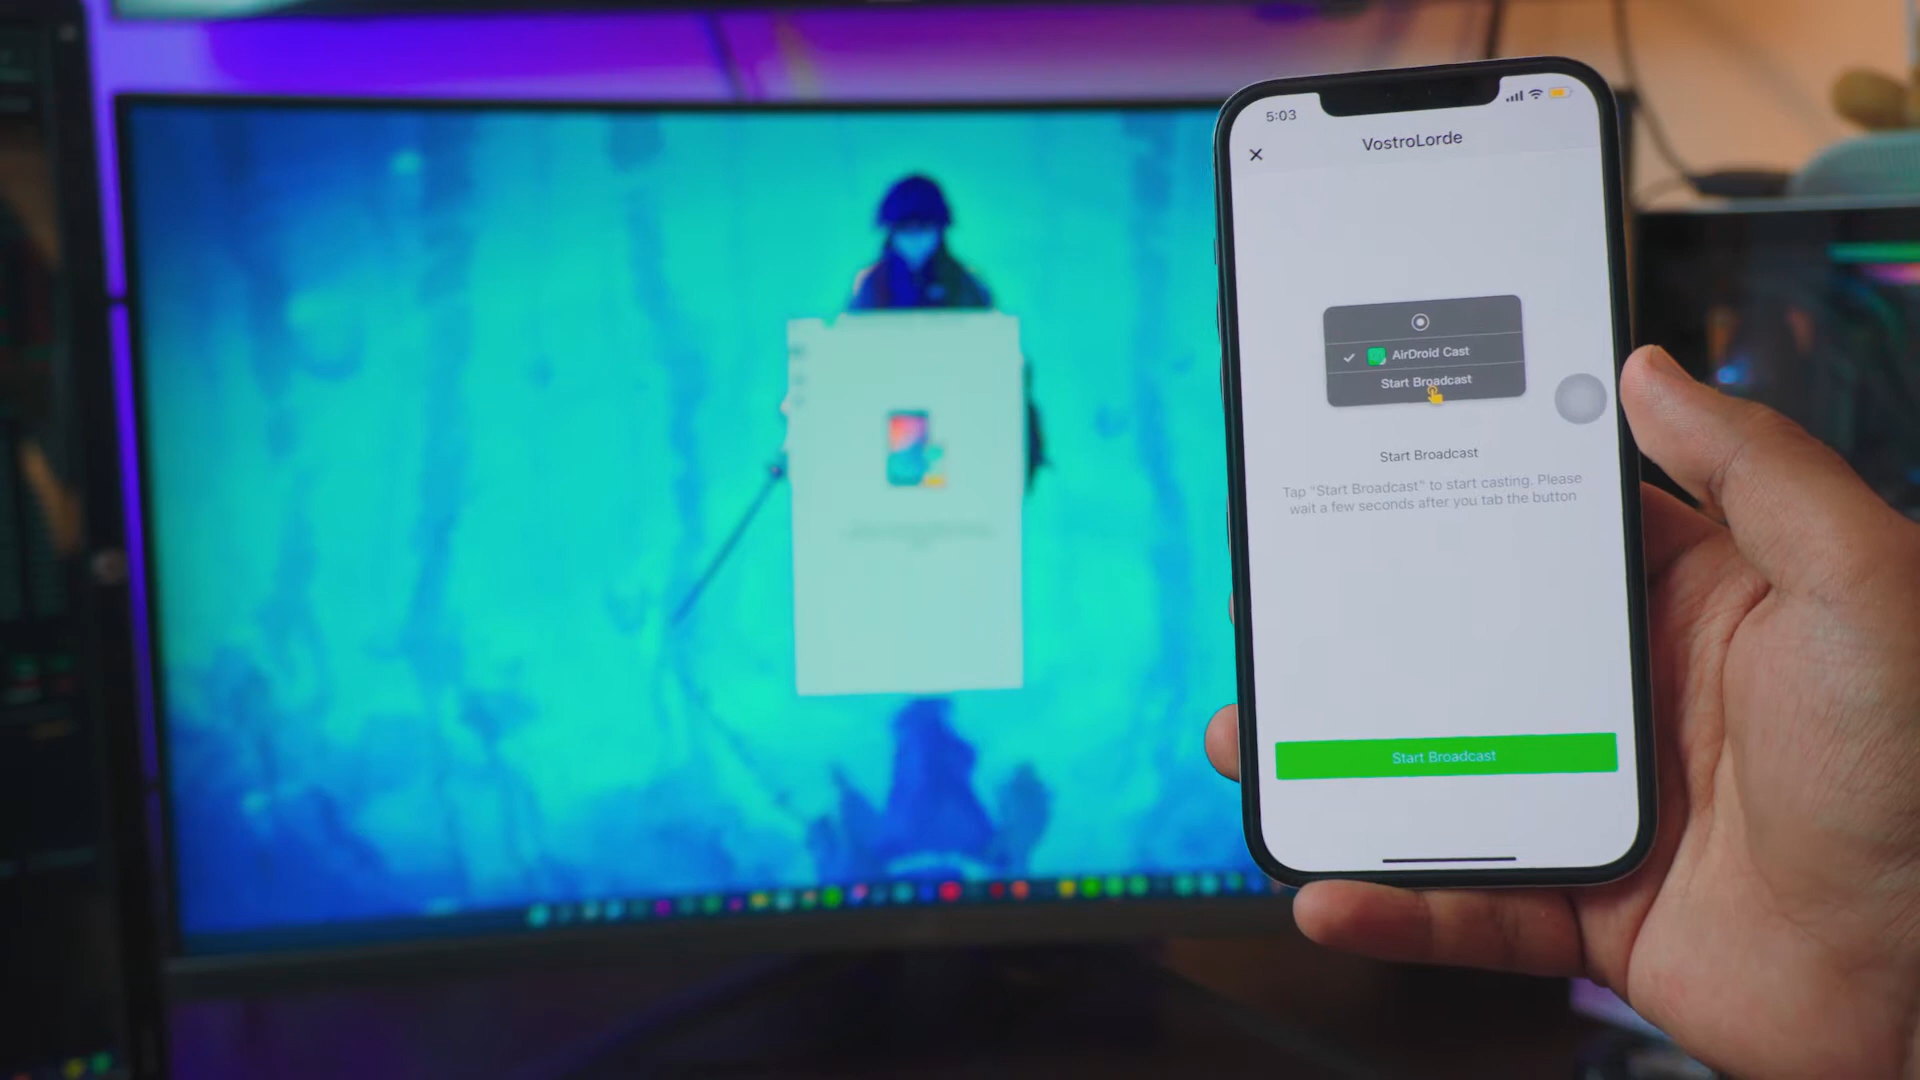 5:03
VostroLorde
AirDroid Cast
Start Broadcast
Start Broadcast
Tap "Start Broadcast" to start casting. Please
wait a few seconds after you tab the button
Start Broadcast